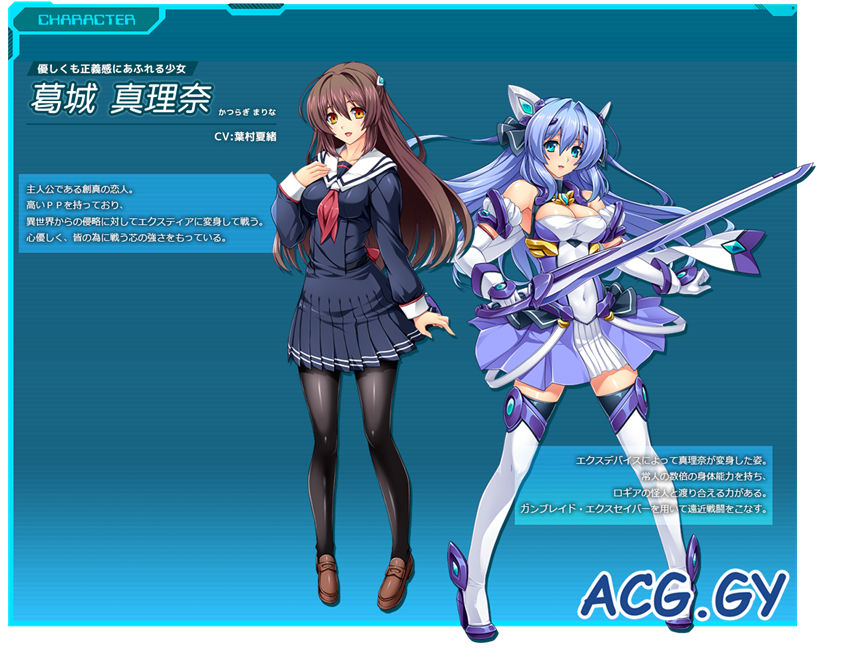 CHARACTER
優しくも正義感にあふれる少女
葛城 真理奈 かつらぎ まりな
CV:葉村夏緒
主人公である創真の恋人。
高いPPを持っており、
異世界からの侵略に対してエクスティアに変身して戦う。
心優しく、皆の為に戦う芯の強さをもっている。
エクスデバイスによって真理奈が変身した姿。
常人の数倍の身体能力を持ち、
ロギアの怪人と渡り合える力がある。
ガンブレイド・エクスセイバーを用いて遠近戦闘をこなす。
ACG.GY